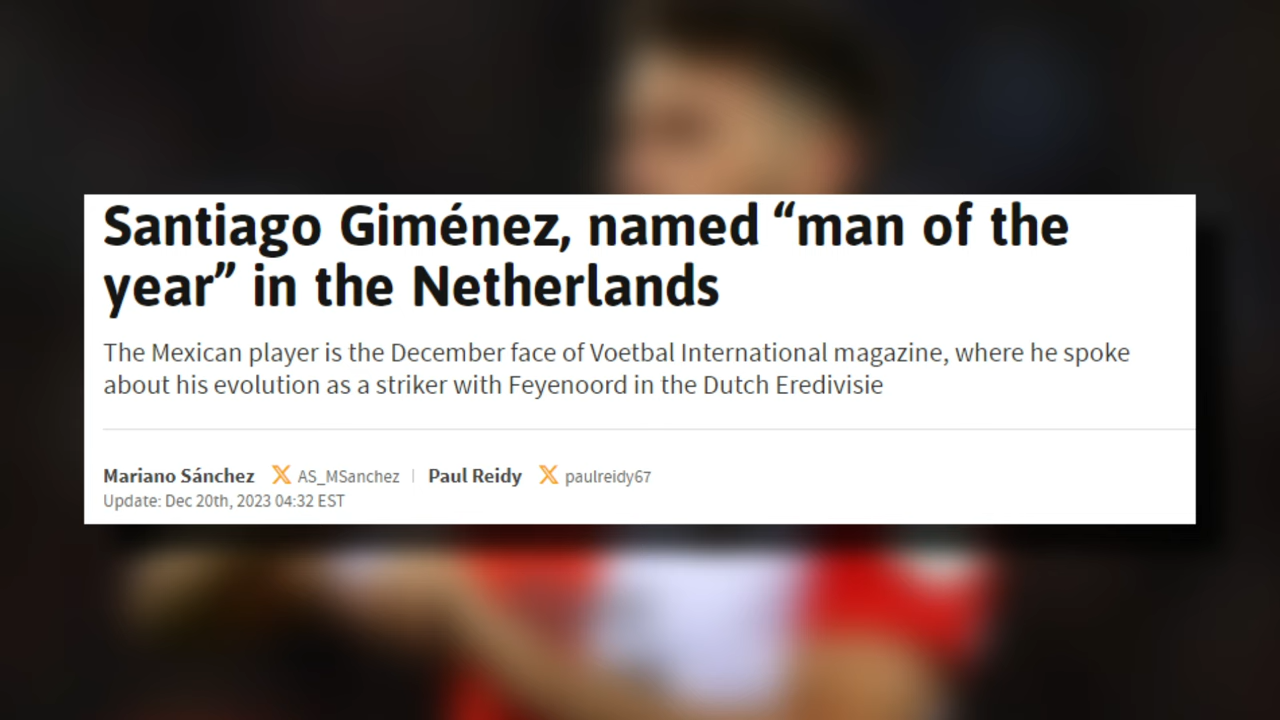 Santiago Giménez, named “man of the
year” in the Netherlands
The Mexican player is the December face of Voetbal International magazine, where he spoke
about his evolution as a striker with Feyenoord in the Dutch Eredivisie
Mariano Sánchez X AS_MSanchez | Paul Reidy X paulreidy67
Update: Dec 20th, 2023 04:32 EST